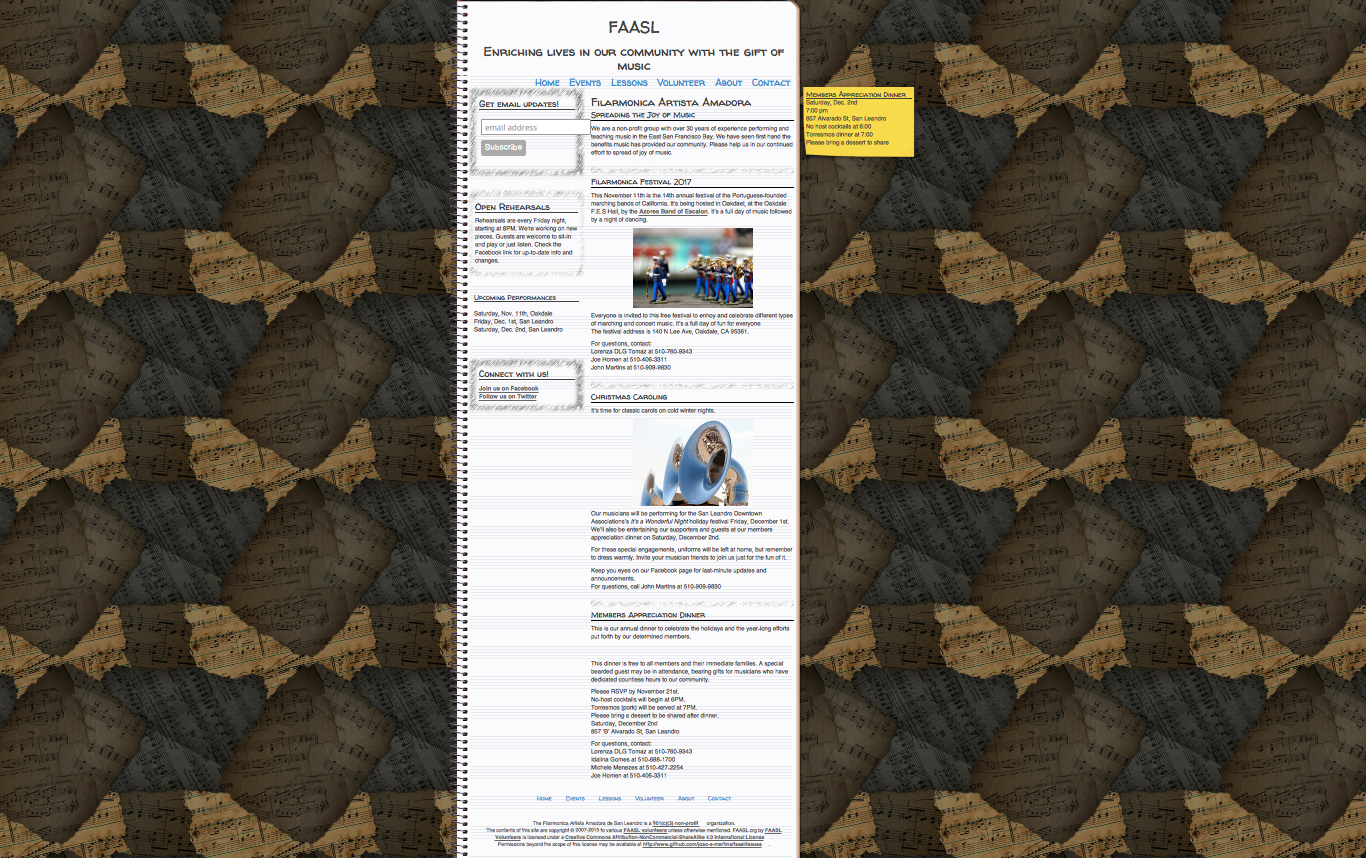 FAASL
Enriching lives in our community with the gift of
music
Home Events Lessons Volunteer About Contact
Get email updates!
email address
Subscribe
Open Rehearsals
Rehearsals are every Friday night,
starting at 8PM. We're working on new
pieces. Guests are welcome to sit-in
and play or just listen. Check the
Facebook link for up-to-date info and
changes.
Upcoming Performances
Saturday, Nov. 11th, Oakdale
Friday, Dec. 1st, San Leandro
Saturday, Dec. 2nd, San Leandro
Connect with us!
Join us on Facebook
Follow us on Twitter
Filarmonica Artista Amadora
Spreading the Joy of Music
We are a non-profit group with over 30 years of experience performing and
teaching music in the East San Francisco Bay. We have seen first hand the
benefits music has provided our community. Please help us in our continued
effort to spread of joy of music.
Filarmonica Festival 2017
This November 11th is the 14th annual festival of the Portuguese-founded
marching bands of California. It's being hosted in Oakdael, at the Oakdale
F.E.S Hall, by the Azores Band of Escalon. It's a full day of music followed
by a night of dancing.
Everyone is invited to this free festival to enhoy and celebrate different types
of marching and concert music. It's a full day of fun for everyone
The festival address is 140 N Lee Ave, Oakdale, CA 95361.
For questions, contact:
Lorenza DLG Tomaz at 510-760-9343
Joe Homen at 510-406-3311
John Martins at 510-909-9830
Christmas Caroling
It's time for classic carols on cold winter nights.
Our musicians will be performing for the San Leandro Downtown
Associations's It's a Wonderful Night holiday festival Friday, December 1st.
We'll also be entertaining our supporters and guests at our members
appreciation dinner on Saturday, December 2nd.
For these special engagements, uniforms will be left at home, but remember
to dress warmly. Invite your musician friends to join us just for the fun of it.
Keep you eyes on our Facebook page for last-minute updates and
announcements.
For questions, call John Martins at 510-909-9830
Members Appreciation Dinner
This is our annual dinner to celebrate the holidays and the year-long efforts
put forth by our determined members.
This dinner is free to all members and their immediate families. A special
bearded guest may be in attendance, bearing gifts for musicians who have
dedicated countless hours to our community.
Please RSVP by November 21st.
No-host cocktails will begin at 6PM.
Torresmos (pork) will be served at 7PM.
Please bring a dessert to be shared after dinner.
Saturday, December 2nd
857 'B' Alvarado St, San Leandro
For questions, contact:
Lorenza DLG Tomaz at 510-760-9343
Idalina Gomes at 510-688-1700
Michele Menezes at 510-427-2254
Joe Homen at 510-406-3311
Members Appreciation Dinner
Saturday, Dec. 2nd
7:00 pm
857 Alvarado St, San Leandro
No host cocktails at 6:00
Torresmos dinner at 7:00
Please bring a dessert to share
Home Events Lessons Volunteer About Contact
The Filarmonica Artista Amadora de San Leandro is a 501(c)(3) non-profit organization.
The contents of this site are copyright © 2007-2015 to various FAASL volunteers unless otherwise mentioned. FAASL.org by FAASL
Volunteers is licensed under a Creative Commons Attribution-NonCommercial-ShareAlike 4.0 International License
Permissions beyond the scope of this license may be available at http://www.github.com/joao-s-martins/faasl/issues .